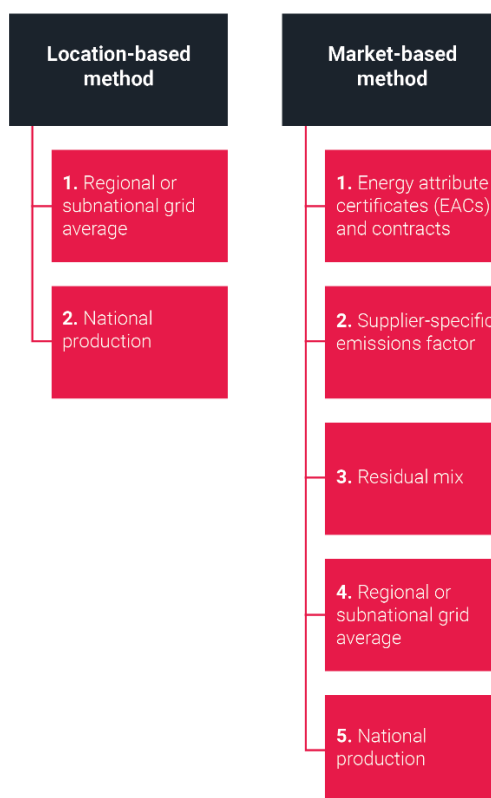 Location-based
method
1. Regional or
subnational grid
average
2. National
production
Market-based
method
1. Energy attribute
certificates (EACs)
and contracts
2. Supplier-specific
emissions factor
3. Residual mix
4. Regional or
subnational grid
average
5. National
production